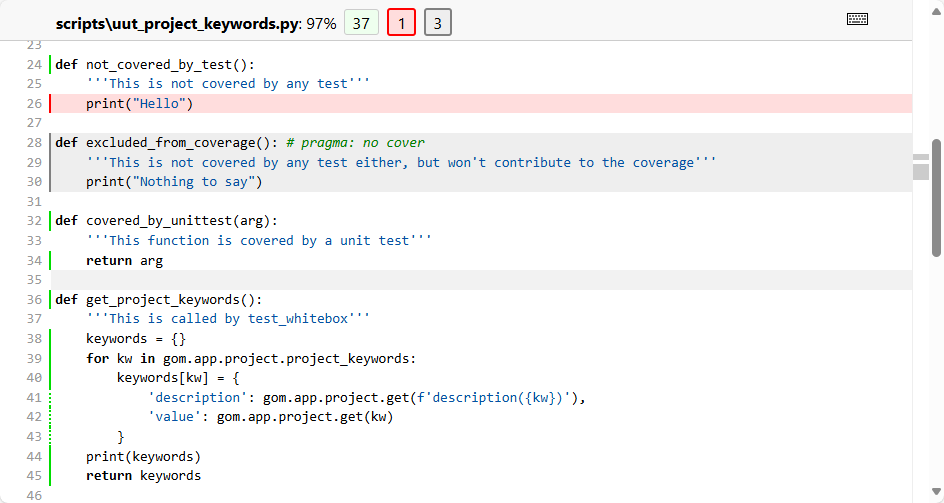 scripts\uut_project_keywords.py: 97% 37 1 3
23
24 def not_covered_by_test():
25     '''This is not covered by any test'''
26     print("Hello")
27
28 def excluded_from_coverage(): # pragma: no cover
29     '''This is not covered by any test either, but won't contribute to the coverage'''
30     print("Nothing to say")
31
32 def covered_by_unittest(arg):
33     '''This function is covered by a unit test'''
34     return arg
35
36 def get_project_keywords():
37     '''This is called by test_whitebox'''
38     keywords = {}
39     for kw in gom.app.project.project_keywords:
40         keywords[kw] = {
41             'description': gom.app.project.get(f'description({kw})'),
42             'value': gom.app.project.get(kw)
43         }
44     print(keywords)
45     return keywords
46